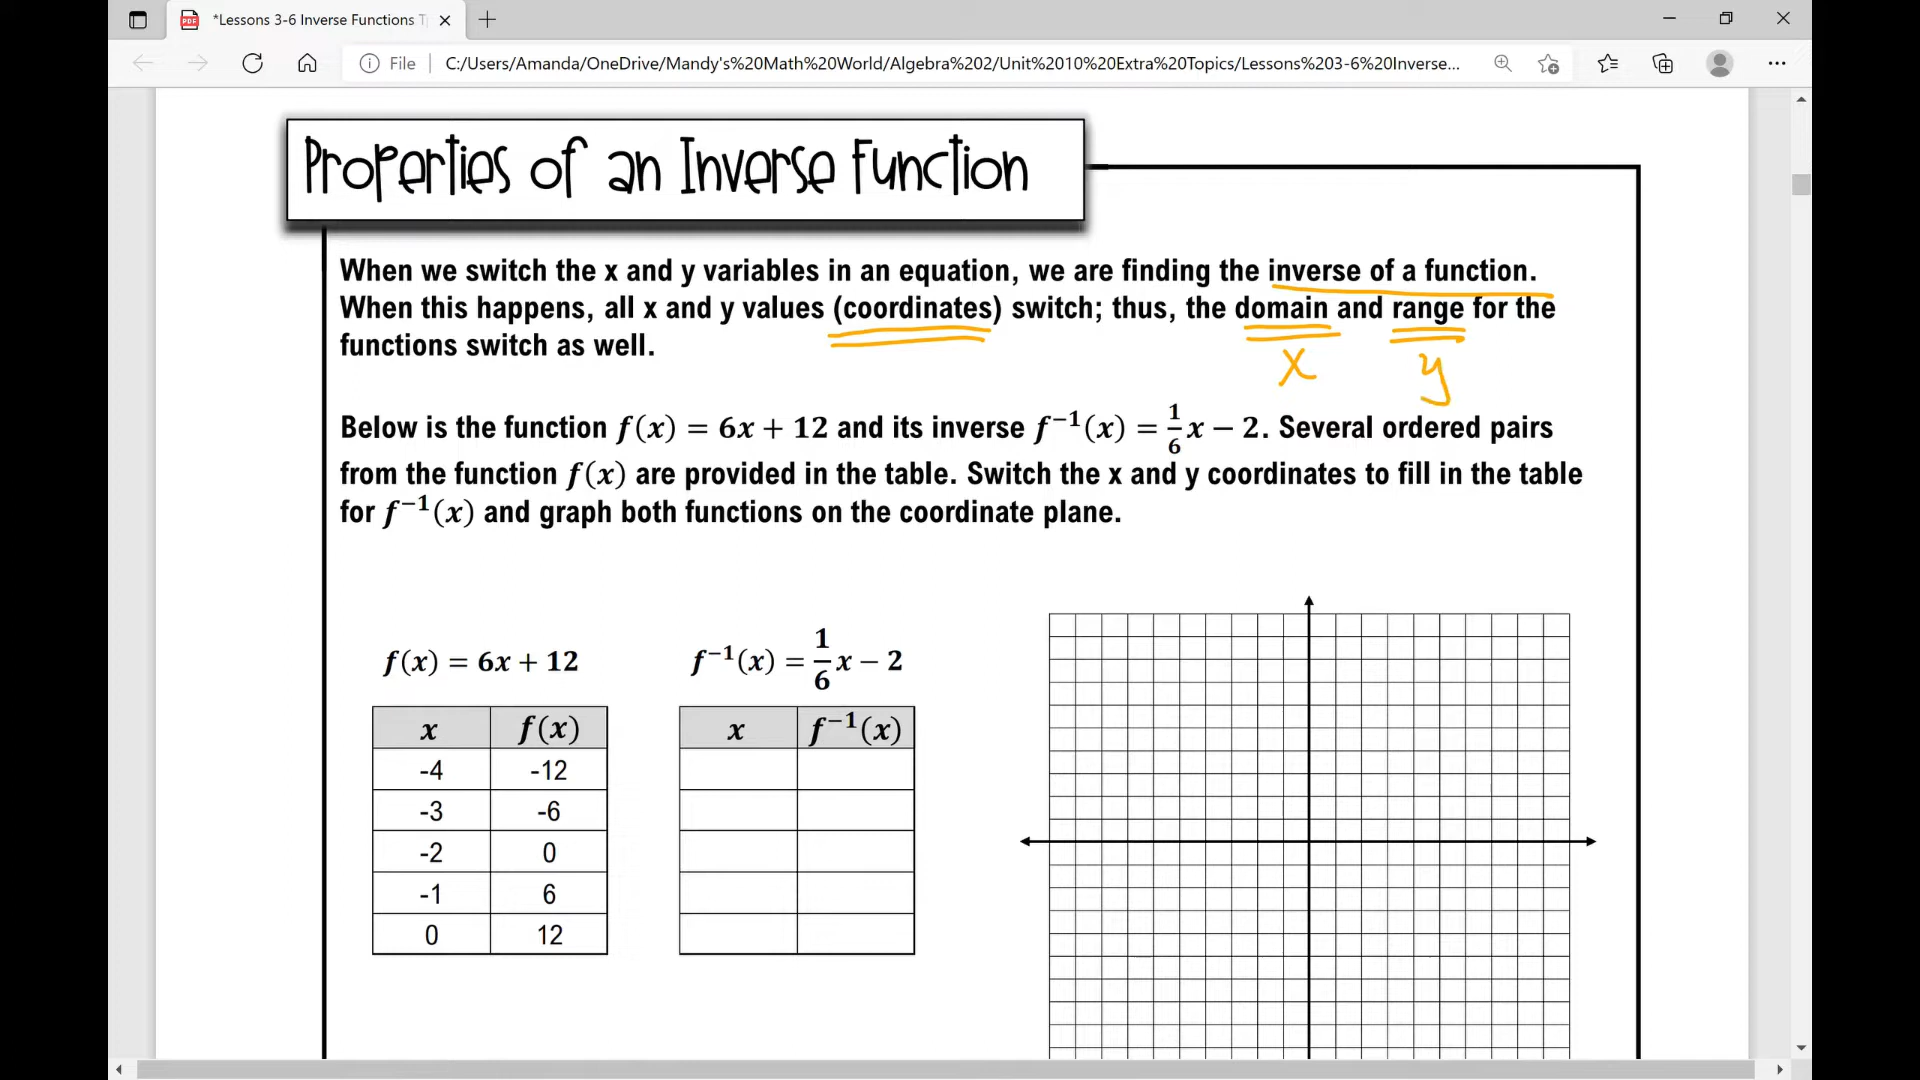 *Lessons 3-6 Inverse Functions T
File
C:/Users/Amanda/OneDrive/Mandy's%20Math%20World/Algebra%202/Unit%2010%20Extra%20Topics/Lessons%203-6%20Inverse...
Properties of an Inverse Function
When we switch the x and y variables in an equation, we are finding the inverse of a function.
When this happens, all x and y values (coordinates) switch; thus, the domain and range for the
functions switch as well.
x y
Below is the function f(x) = 6x + 12 and its inverse f⁻¹(x) = 1/6 x − 2. Several ordered pairs
from the function f(x) are provided in the table. Switch the x and y coordinates to fill in the table
for f⁻¹(x) and graph both functions on the coordinate plane.
f(x) = 6x + 12 f⁻¹(x) = 1/6 x − 2
x f(x) x f⁻¹(x)
-4 -12
-3 -6
-2 0
-1 6
0 12